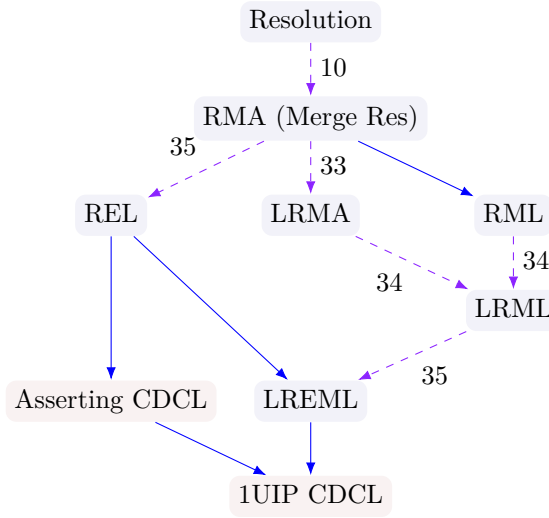 Resolution
10
RMA (Merge Res)
35
33
REL
LRMA
RML
34
34
LRML
35
Asserting CDCL
LREML
1UIP CDCL